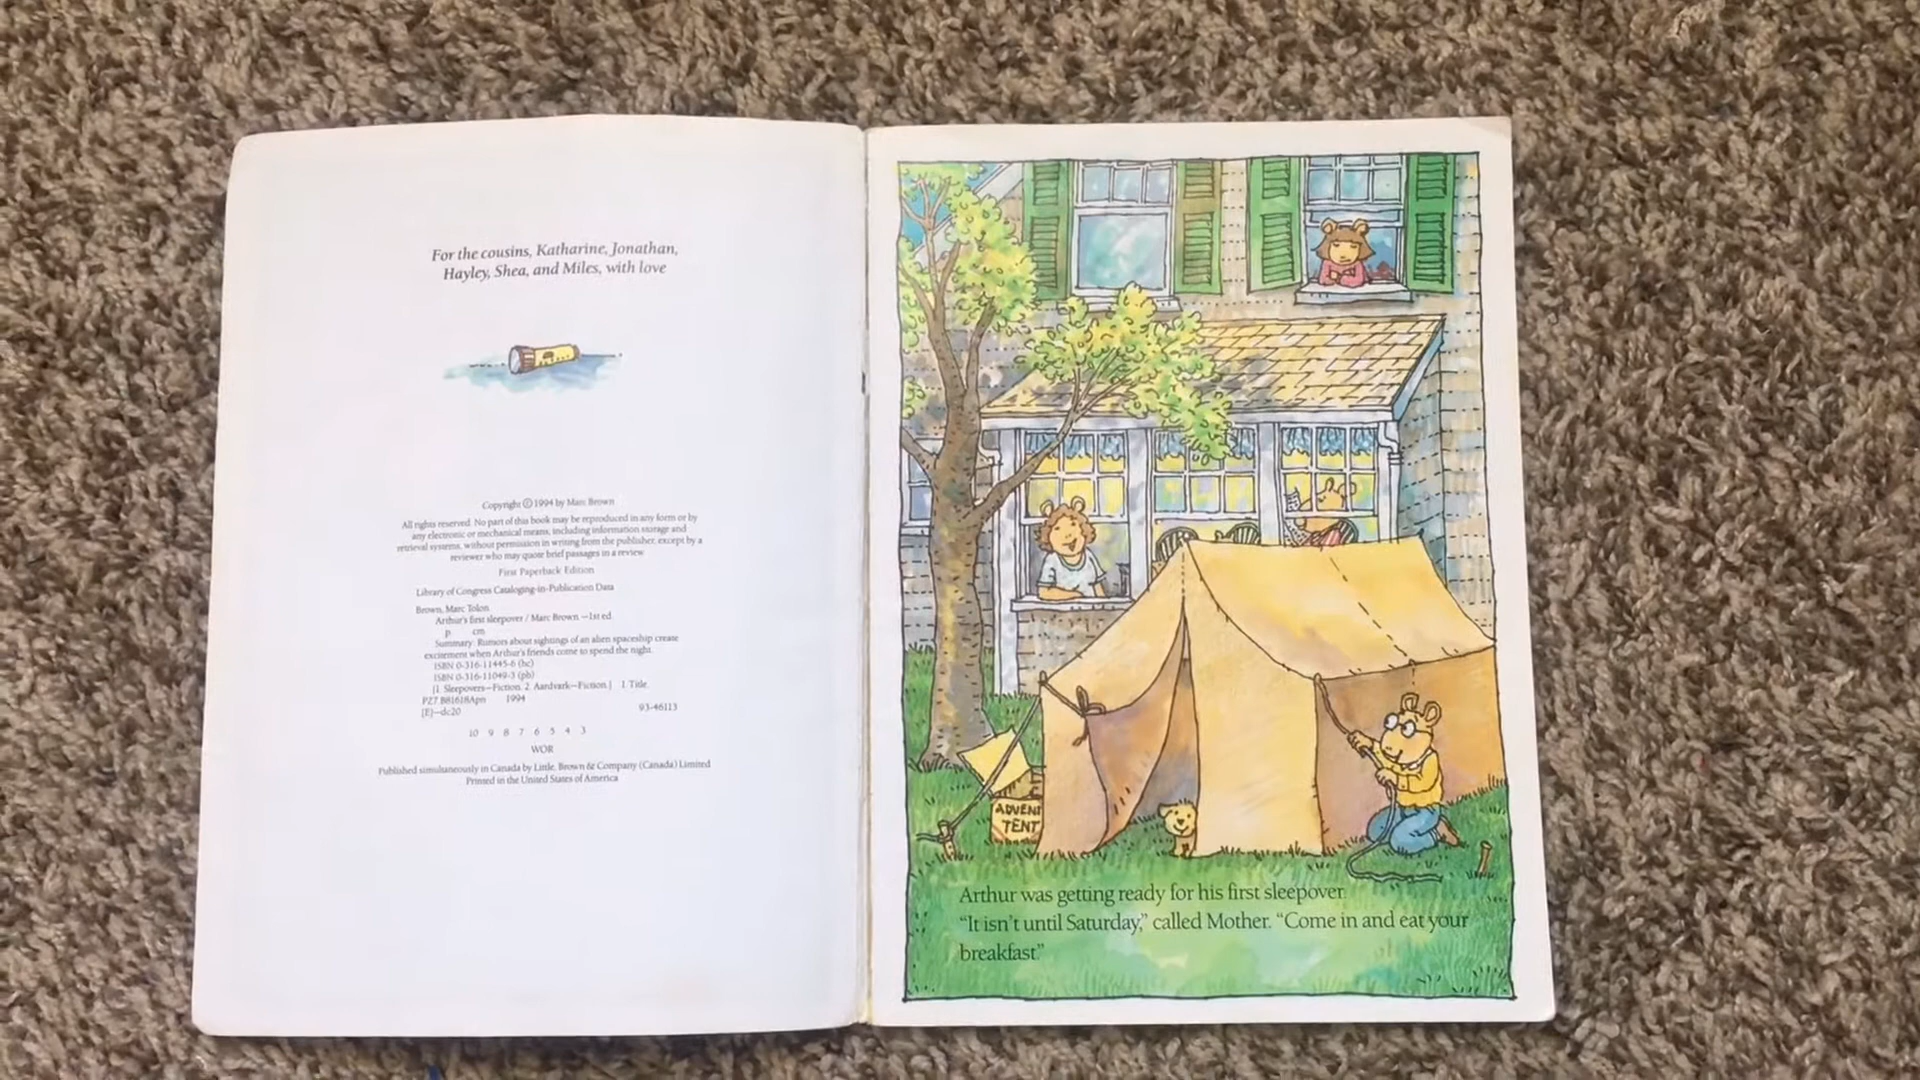 For the cousins, Katharine, Jonathan,
Hayley, Shea, and Miles, with love
Copyright © 1994 by Marc Brown
All rights reserved. No part of this book may be reproduced in any form or by
any electronic or mechanical means, including information storage and
retrieval systems, without permission in writing from the publisher, except by a
reviewer who may quote brief passages in a review.
First Paperback Edition
Library of Congress Cataloging-in-Publication Data
Brown, Marc Tolon.
Arthur's first sleepover / Marc Brown —1st ed.
p cm
Summary: Rumors about sightings of an alien spaceship create
excitement when Arthur's friends come to spend the night.
ISBN 0-316-11445-6 (hc)
ISBN 0-316-11049-3 (pb)
[1. Sleepovers—Fiction. 2. Aardvark—Fiction.] I. Title.
PZ7.B81618Apn 1994
[E]—dc20 93-46113
10 9 8 7 6 5 4 3
WOR
Published simultaneously in Canada by Little, Brown & Company (Canada) Limited
Printed in the United States of America
ADVENT
TENT
Arthur was getting ready for his first sleepover.
"It isn't until Saturday," called Mother. "Come in and eat your
breakfast."